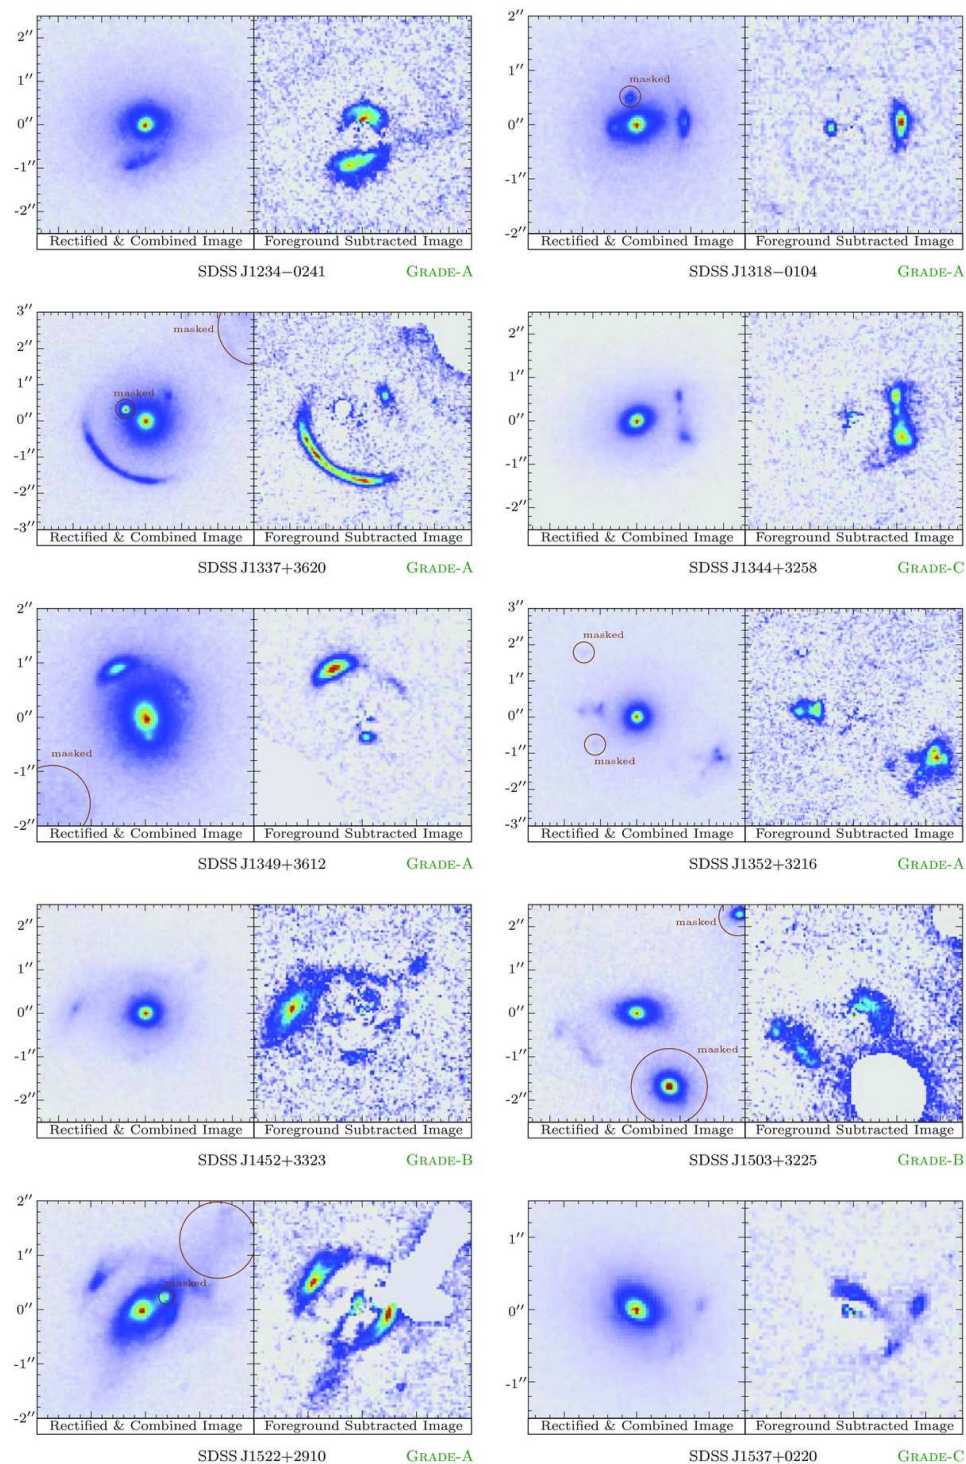 2″ 1″ 0″ -1″ -2″ Rectified & Combined Image Foreground Subtracted Image
SDSS J1234−0241 GRADE-A
2″ 1″ 0″ -1″ -2″ masked Rectified & Combined Image Foreground Subtracted Image
SDSS J1318−0104 GRADE-A
3″ 2″ 1″ 0″ -1″ -2″ -3″ masked masked Rectified & Combined Image Foreground Subtracted Image
SDSS J1337+3620 GRADE-A
2″ 1″ 0″ -1″ -2″ Rectified & Combined Image Foreground Subtracted Image
SDSS J1344+3258 GRADE-C
2″ 1″ 0″ -1″ -2″ masked Rectified & Combined Image Foreground Subtracted Image
SDSS J1349+3612 GRADE-A
3″ 2″ 1″ 0″ -1″ -2″ -3″ masked masked Rectified & Combined Image Foreground Subtracted Image
SDSS J1352+3216 GRADE-A
2″ 1″ 0″ -1″ -2″ Rectified & Combined Image Foreground Subtracted Image
SDSS J1452+3323 GRADE-B
2″ 1″ 0″ -1″ -2″ masked masked Rectified & Combined Image Foreground Subtracted Image
SDSS J1503+3225 GRADE-B
2″ 1″ 0″ -1″ -2″ masked Rectified & Combined Image Foreground Subtracted Image
SDSS J1522+2910 GRADE-A
1″ 0″ -1″ Rectified & Combined Image Foreground Subtracted Image
SDSS J1537+0220 GRADE-C